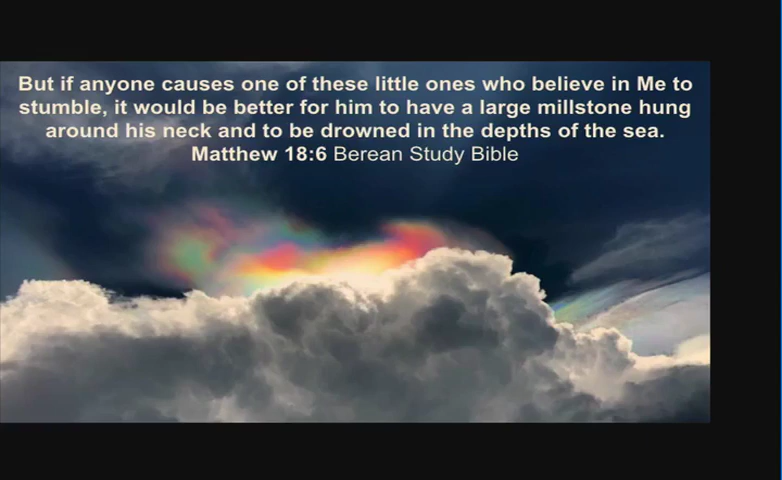 But if anyone causes one of these little ones who believe in Me to
stumble, it would be better for him to have a large millstone hung
around his neck and to be drowned in the depths of the sea.
Matthew 18:6 Berean Study Bible